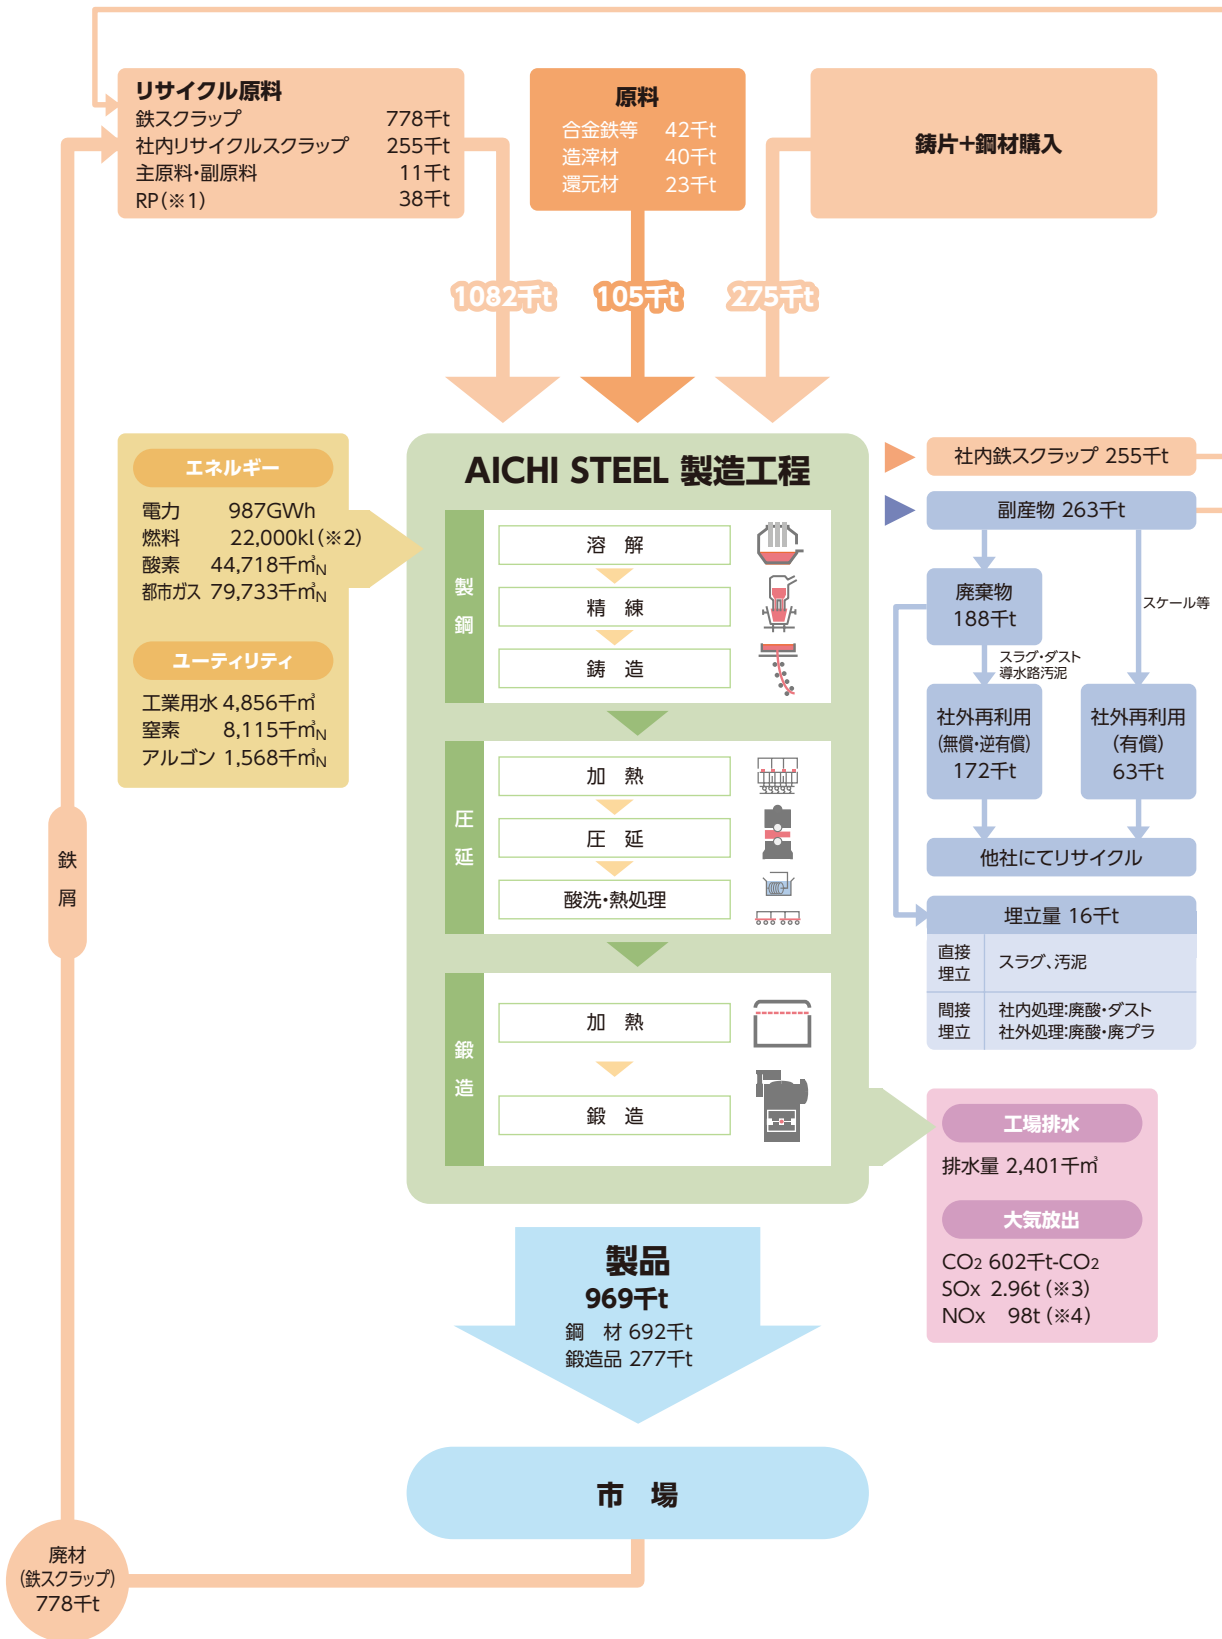 リサイクル原料
鉄スクラップ 778千t
社内リサイクルスクラップ 255千t
主原料・副原料 11千t
RP(※1) 38千t
原料
合金鉄等 42千t
造滓材 40千t
還元材 23千t
鋳片+鋼材購入
1082千t
105千t
275千t
エネルギー
電力 987GWh
燃料 22,000kl(※2)
酸素 44,718千㎥N
都市ガス 79,733千㎥N
ユーティリティ
工業用水 4,856千㎥
窒素 8,115千㎥N
アルゴン 1,568千㎥N
AICHI STEEL 製造工程
製鋼
溶 解
精 練
鋳 造
圧延
加 熱
圧 延
酸洗・熱処理
鍛造
加 熱
鍛 造
社内鉄スクラップ 255千t
副産物 263千t
廃棄物
188千t
スケール等
スラグ・ダスト
導水路汚泥
社外再利用
(無償・逆有償)
172千t
社外再利用
(有償)
63千t
他社にてリサイクル
埋立量 16千t
直接
埋立
スラグ、汚泥
間接
埋立
社内処理:廃酸・ダスト
社外処理:廃酸・廃プラ
工場排水
排水量 2,401千㎥
大気放出
CO2 602千t-CO2
SOx 2.96t (※3)
NOx 98t (※4)
製品
969千t
鋼 材 692千t
鍛造品 277千t
市 場
鉄屑
廃材
(鉄スクラップ)
778千t